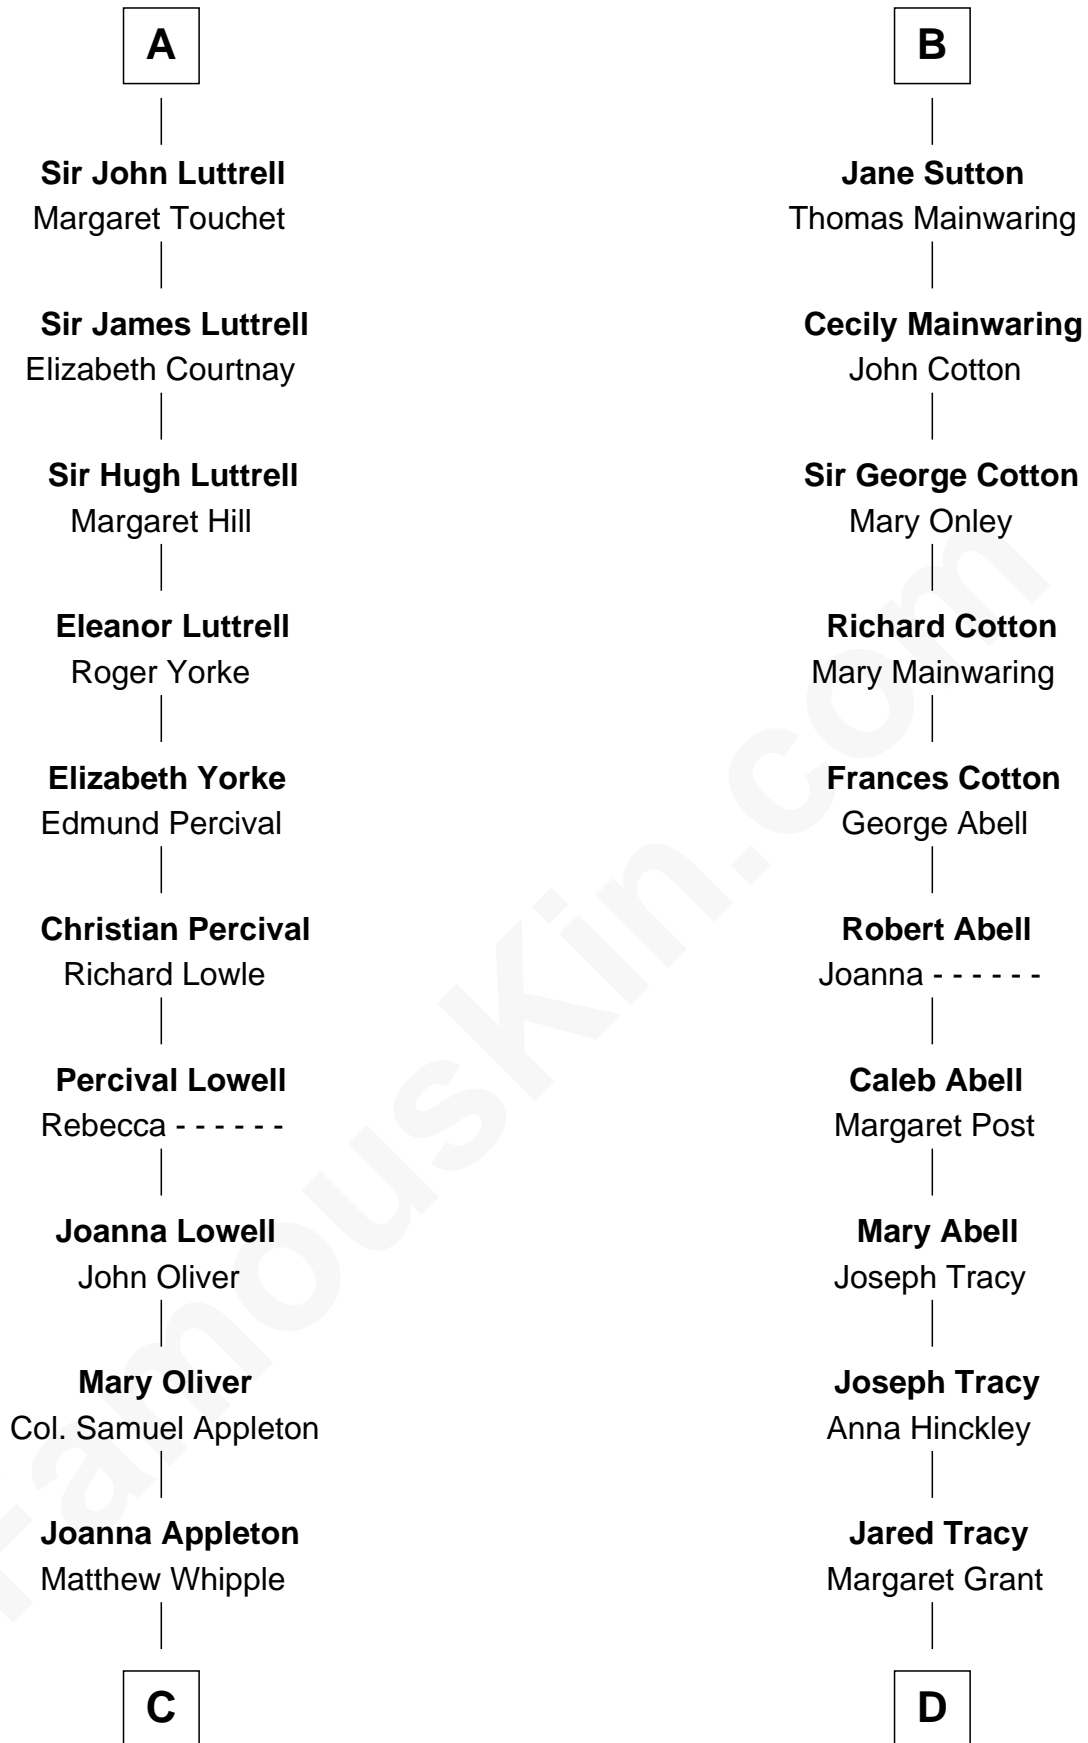 A
Sir John Luttrell
Margaret Touchet
Sir James Luttrell
Elizabeth Courtnay
Sir Hugh Luttrell
Margaret Hill
Eleanor Luttrell
Roger Yorke
Elizabeth Yorke
Edmund Percival
Christian Percival
Richard Lowle
Percival Lowell
Rebecca - - - - - -
Joanna Lowell
John Oliver
Mary Oliver
Col. Samuel Appleton
Joanna Appleton
Matthew Whipple
C
B
Jane Sutton
Thomas Mainwaring
Cecily Mainwaring
John Cotton
Sir George Cotton
Mary Onley
Richard Cotton
Mary Mainwaring
Frances Cotton
George Abell
Robert Abell
Joanna - - - - - -
Caleb Abell
Margaret Post
Mary Abell
Joseph Tracy
Joseph Tracy
Anna Hinckley
Jared Tracy
Margaret Grant
D
FamousKin.com